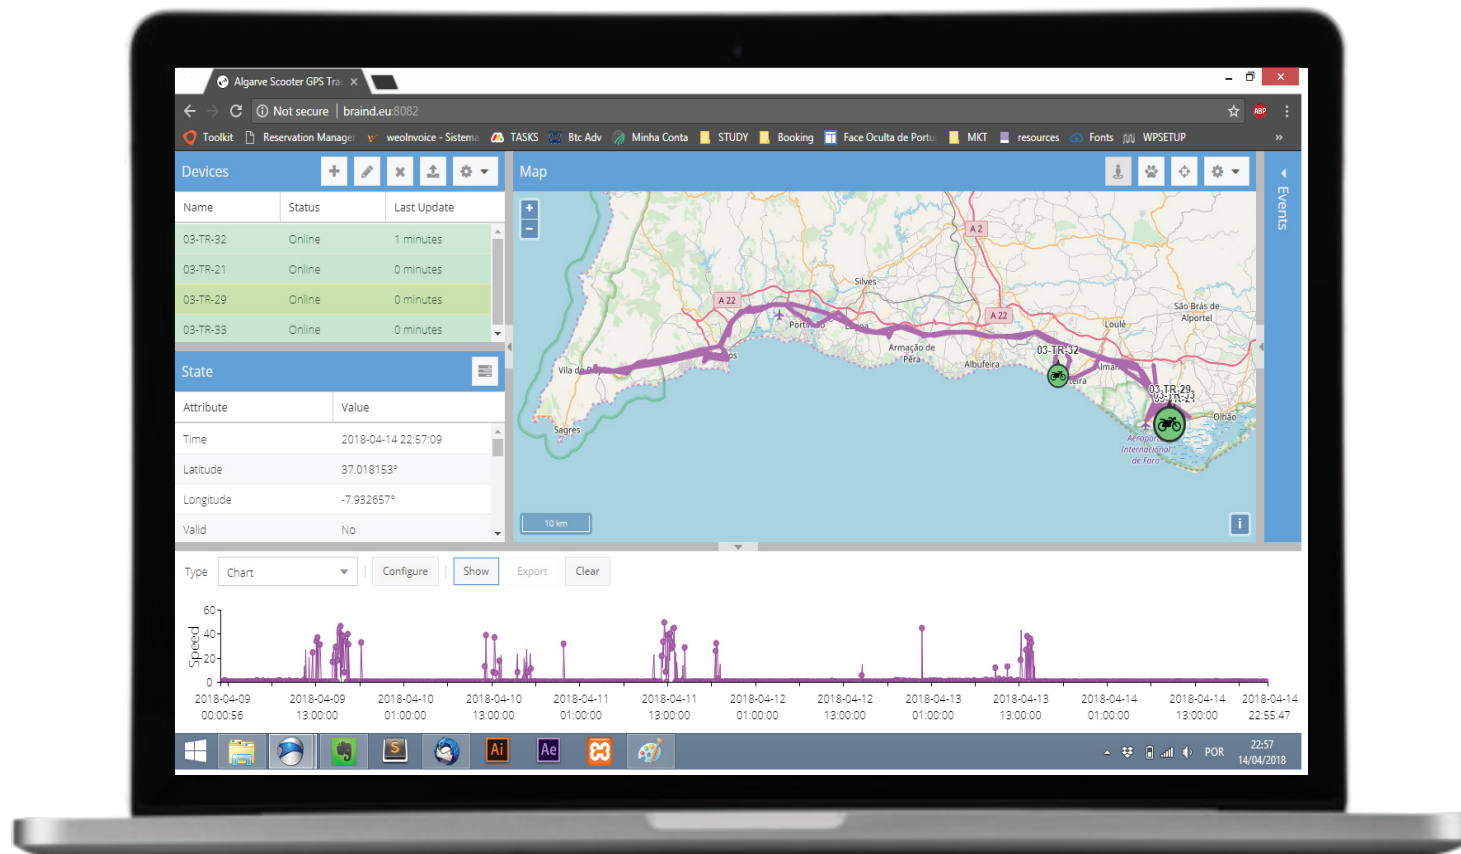 Algarve Scooter GPS Tra
Not secure | braind.eu:8082
ABP
Toolkit Reservation Manager weoInvoice - Sistema TASKS Btc Adv Minha Conta STUDY Booking Face Oculta de Portu MKT resources Fonts WPSETUP »
Devices
Map
Events
Name Status Last Update
03-TR-32 Online 1 minutes
03-TR-21 Online 0 minutes
03-TR-29 Online 0 minutes
03-TR-33 Online 0 minutes
State
Attribute Value
Time 2018-04-14 22:57:09
Latitude 37.018153°
Longitude -7.932657°
Valid No
+
−
A 2
Silves
A 22
São Brás de
Alportel
A 22
Loulé
Armação de
Pêra
03-TR-32
Albufeira
Vila do
03-TR-29
Olhão
Sagres
Aeroporto
Internacional
de Faro
10 km
i
Type Chart Configure Show Export Clear
Speed
60
40
20
0
2018-04-09 2018-04-09 2018-04-10 2018-04-10 2018-04-11 2018-04-11 2018-04-12 2018-04-12 2018-04-13 2018-04-13 2018-04-14 2018-04-14 2018-04-14
00:00:56 13:00:00 01:00:00 13:00:00 01:00:00 13:00:00 01:00:00 13:00:00 01:00:00 13:00:00 01:00:00 13:00:00 22:55:47
S Ai Ae
POR
22:57
14/04/2018